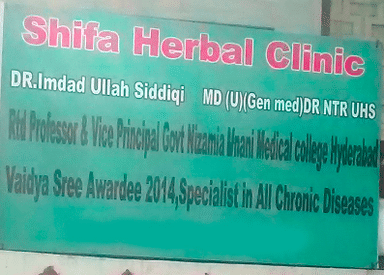 Shifa Herbal Clinic
DR.Imdad Ullah Siddiqi MD (U)(Gen med)DR NTR UHS
Rtd Professor & Vice Principal Govt Nizamia Unani Medical college Hyderabad
Vaidya Sree Awardee 2014,Specialist in All Chronic Diseases